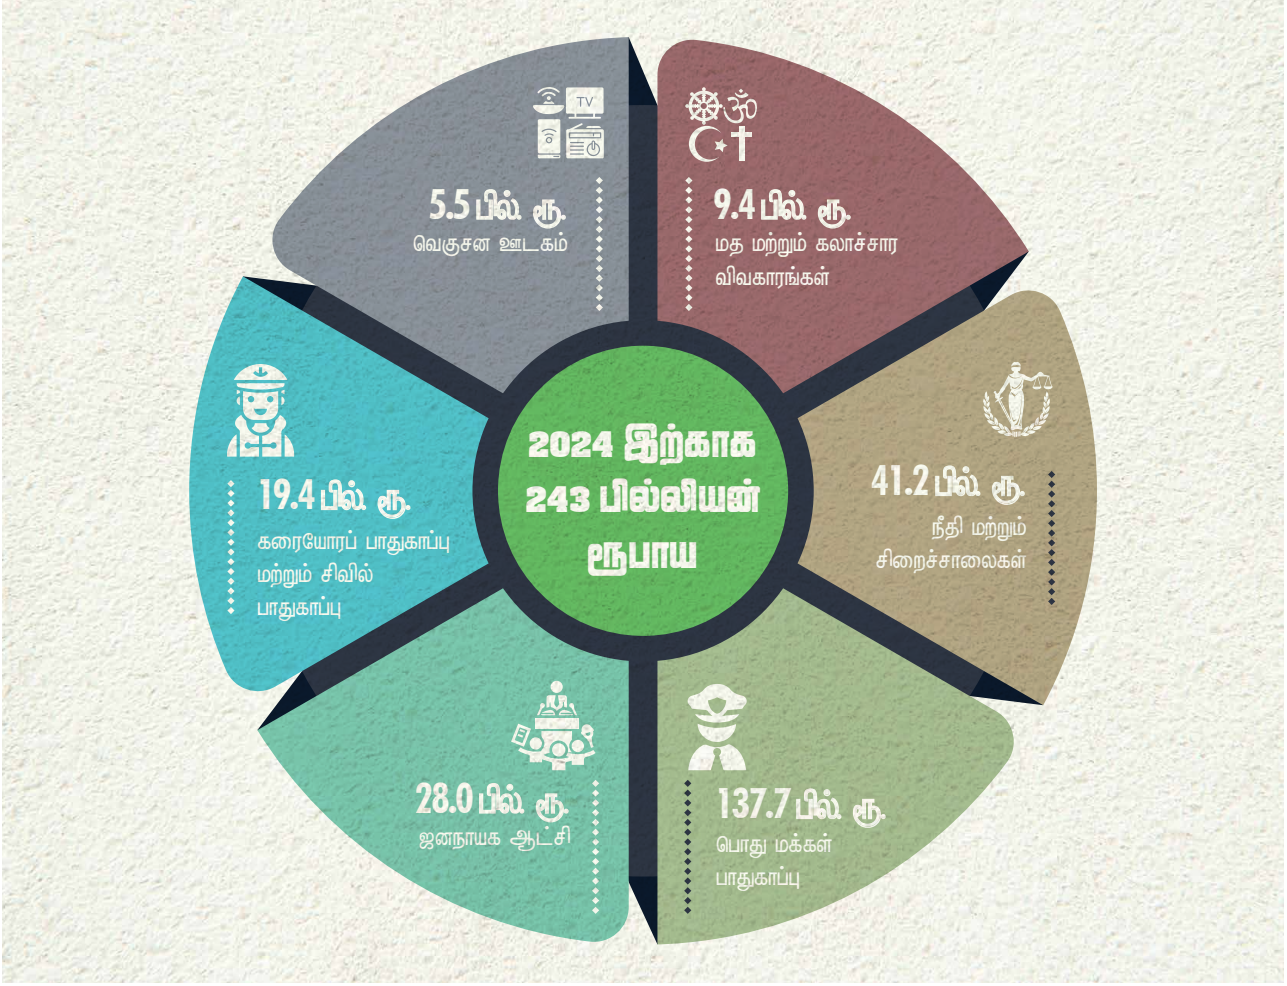 TV
5.5 பில். ரூ.
வெகுசன ஊடகம்
9.4 பில். ரூ.
மத மற்றும் கலாச்சார
விவகாரங்கள்
19.4 பில். ரூ.
கரையோரப் பாதுகாப்பு
மற்றும் சிவில்
பாதுகாப்பு
2024 இற்காக
243 பில்லியன்
ரூபாய
41.2 பில். ரூ.
நீதி மற்றும்
சிறைச்சாலைகள்
28.0 பில். ரூ.
ஜனநாயக ஆட்சி
137.7 பில். ரூ.
பொது மக்கள்
பாதுகாப்பு